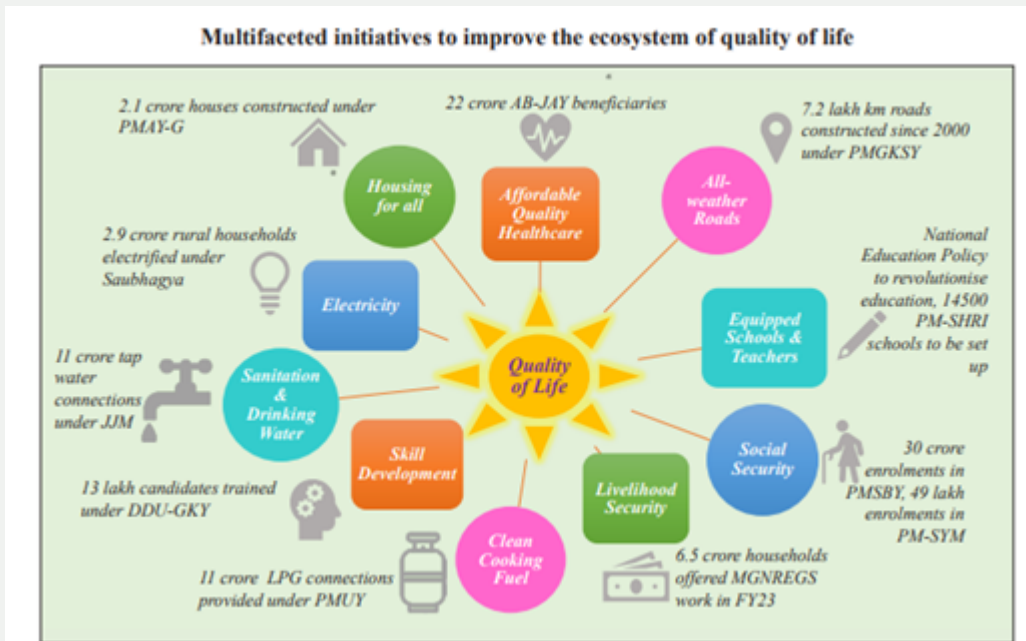 Multifaceted initiatives to improve the ecosystem of quality of life
2.1 crore houses constructed under
PMAY-G
22 crore AB-JAY beneficiaries
7.2 lakh km roads
constructed since 2000
under PMGKSY
Housing
for all
Affordable
Quality
Healthcare
All-
weather
Roads
2.9 crore rural households
electrified under
Saubhagya
Electricity
National
Education Policy
to revolutionise
education, 14500
PM-SHRI
schools to be set
up
Equipped
Schools &
Teachers
Quality
of Life
11 crore tap
water
connections
under JJM
Sanitation
&
Drinking
Water
Skill
Development
13 lakh candidates trained
under DDU-GKY
Social
Security
30 crore
enrolments in
PMSBY, 49 lakh
enrolments in
PM-SYM
Livelihood
Security
Clean
Cooking
Fuel
11 crore LPG connections
provided under PMUY
6.5 crore households
offered MGNREGS
work in FY23